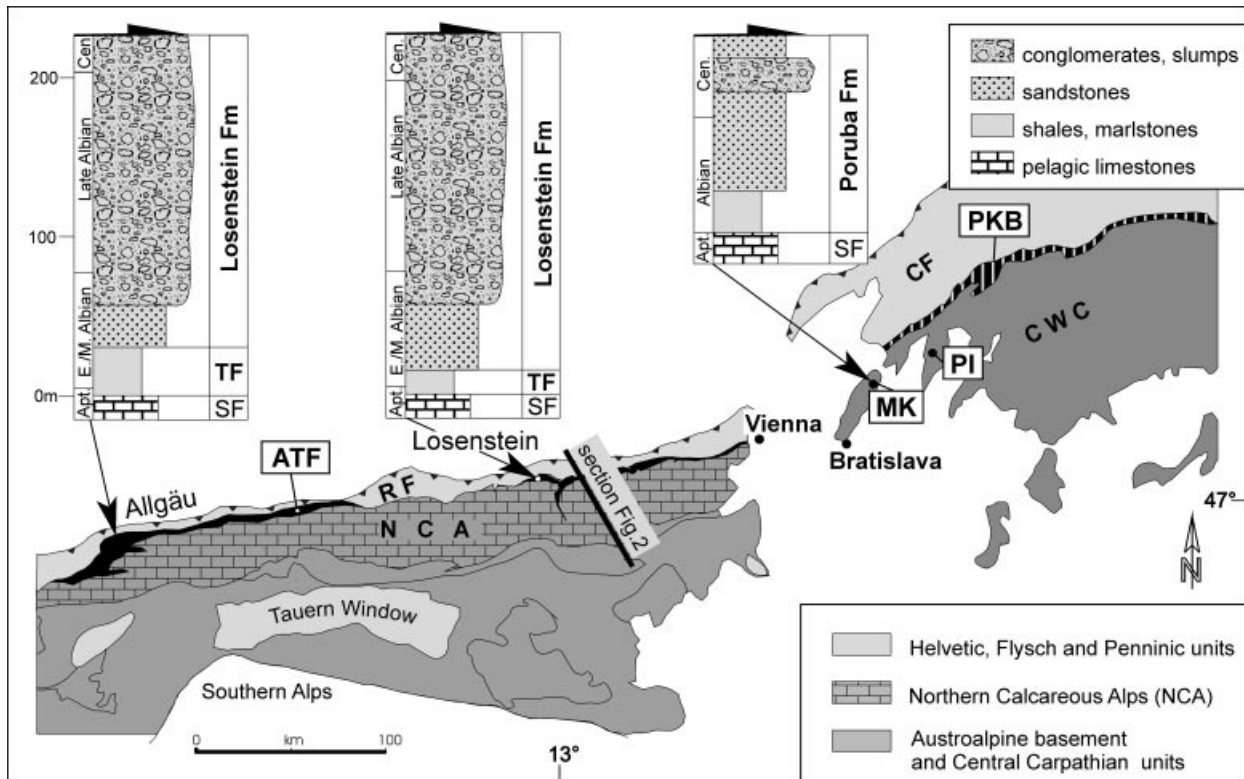 200
100
0m
Cen.
Late Albian
E./M. Albian
Apt.
Losenstein Fm
TF
SF
Cen.
Late Albian
E./M. Albian
Apt.
Losenstein Fm
TF
SF
Cen.
Albian
Apt.
Poruba Fm
SF
conglomerates, slumps
sandstones
shales, marlstones
pelagic limestones
PKB
CF
C W C
PI
MK
Vienna
Bratislava
Losenstein
section Fig.2
ATF
R F
Allgäu
N C A
47°
N
Tauern Window
Southern Alps
0
km
100
13°
Helvetic, Flysch and Penninic units
Northern Calcareous Alps (NCA)
Austroalpine basement
and Central Carpathian units